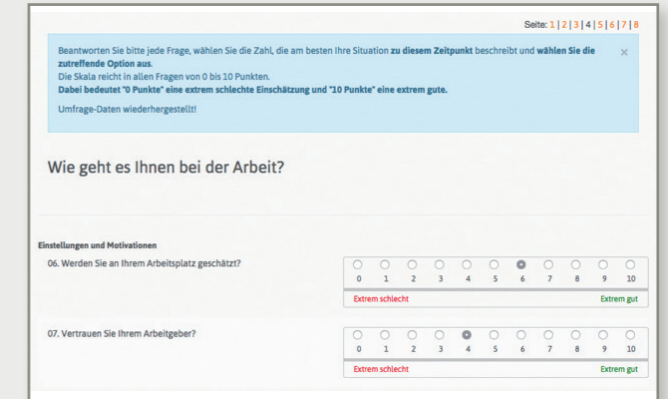 Seite: 1 | 2 | 3 | 4 | 5 | 6 | 7 | 8
Beantworten Sie bitte jede Frage, wählen Sie die Zahl, die am besten Ihre Situation zu diesem Zeitpunkt beschreibt und wählen Sie die ×
zutreffende Option aus.
Die Skala reicht in allen Fragen von 0 bis 10 Punkten.
Dabei bedeutet "0 Punkte" eine extrem schlechte Einschätzung und "10 Punkte" eine extrem gute.
Umfrage-Daten wiederhergestellt!
Wie geht es Ihnen bei der Arbeit?
Einstellungen und Motivationen
06. Werden Sie an Ihrem Arbeitsplatz geschätzt?
0 1 2 3 4 5 6 7 8 9 10
Extrem schlecht Extrem gut
07. Vertrauen Sie Ihrem Arbeitgeber?
0 1 2 3 4 5 6 7 8 9 10
Extrem schlecht Extrem gut